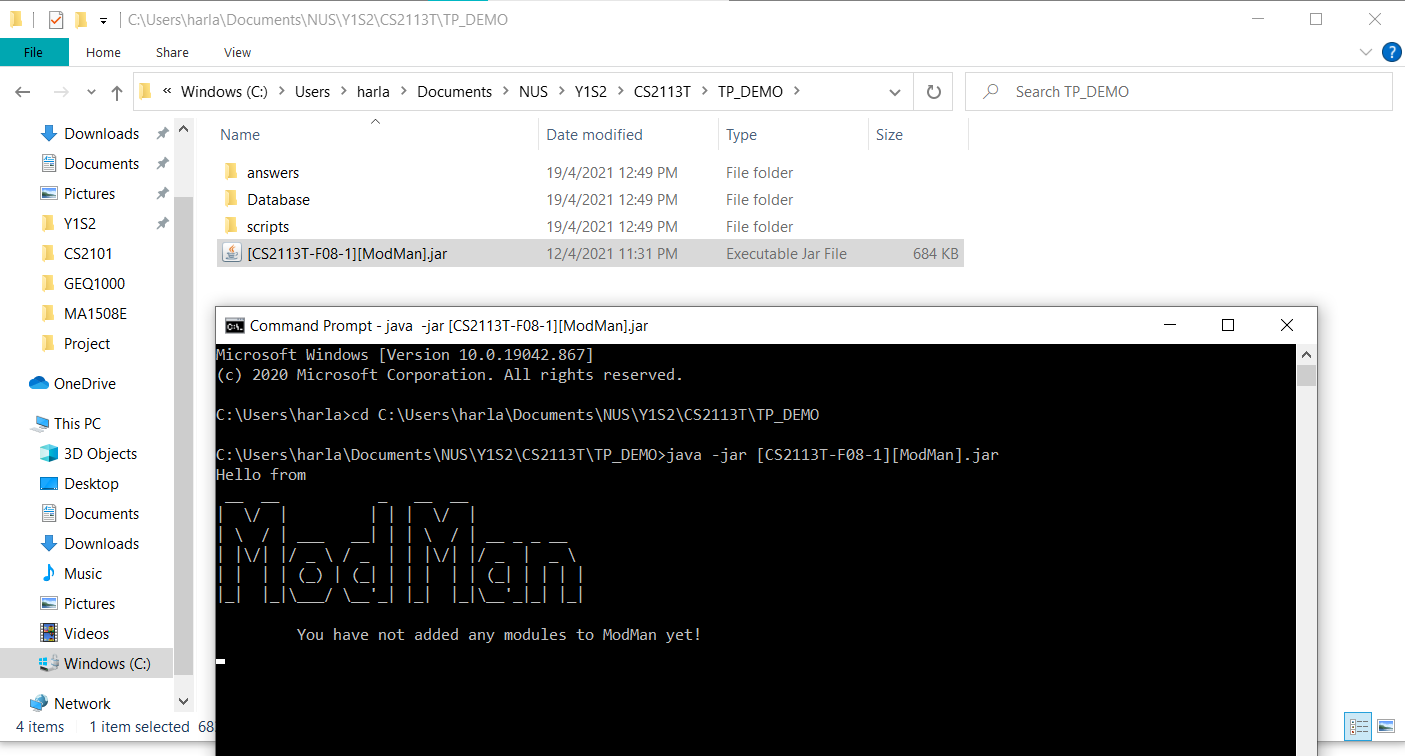 C:\Users\harla\Documents\NUS\Y1S2\CS2113T\TP_DEMO
File Home Share View
« Windows (C:) > Users > harla > Documents > NUS > Y1S2 > CS2113T > TP_DEMO >
Search TP_DEMO
Downloads
Documents
Pictures
Y1S2
CS2101
GEQ1000
MA1508E
Project
OneDrive
This PC
3D Objects
Desktop
Documents
Downloads
Music
Pictures
Videos
Windows (C:)
Network
Name Date modified Type Size
answers 19/4/2021 12:49 PM File folder
Database 19/4/2021 12:49 PM File folder
scripts 19/4/2021 12:49 PM File folder
[CS2113T-F08-1][ModMan].jar 12/4/2021 11:31 PM Executable Jar File 684 KB
Command Prompt - java  -jar [CS2113T-F08-1][ModMan].jar
Microsoft Windows [Version 10.0.19042.867]
(c) 2020 Microsoft Corporation. All rights reserved.
C:\Users\harla>cd C:\Users\harla\Documents\NUS\Y1S2\CS2113T\TP_DEMO
C:\Users\harla\Documents\NUS\Y1S2\CS2113T\TP_DEMO>java -jar [CS2113T-F08-1][ModMan].jar
Hello from
ModMan
You have not added any modules to ModMan yet!
4 items 1 item selected